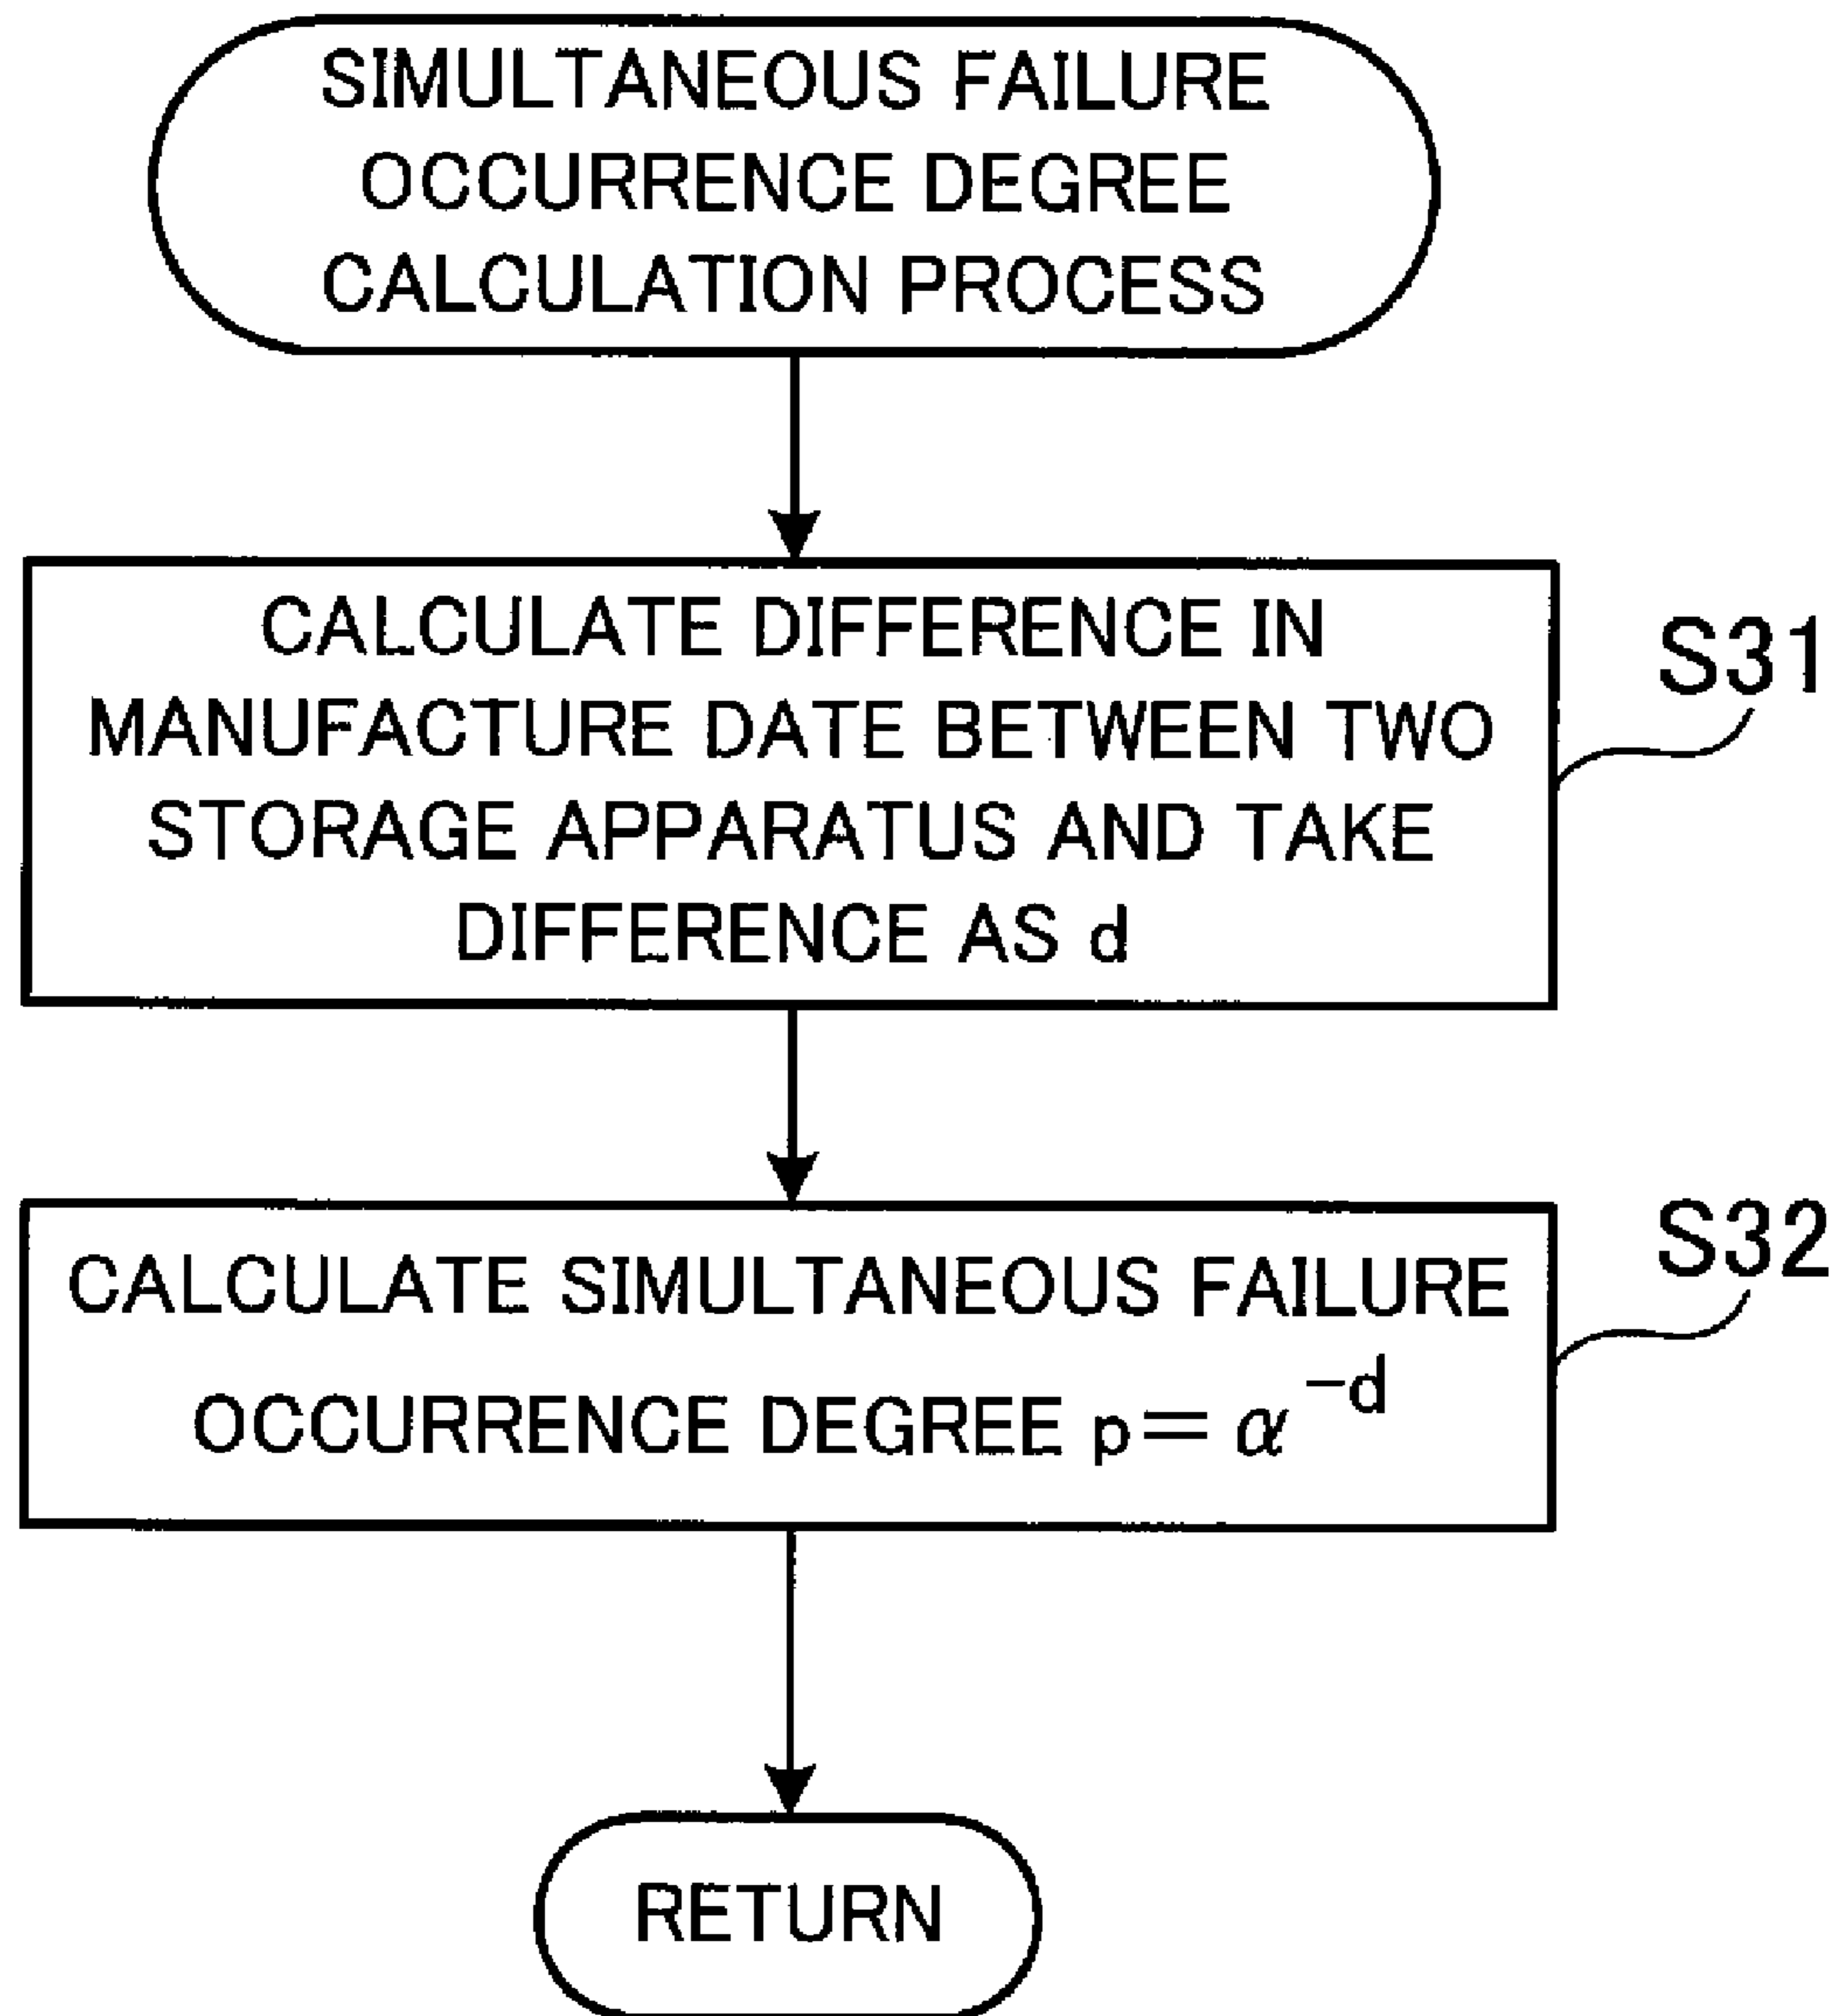 SIMULTANEOUS FAILURE
OCCURRENCE DEGREE
CALCULATION PROCESS
CALCULATE DIFFERENCE IN
MANUFACTURE DATE BETWEEN TWO
STORAGE APPARATUS AND TAKE
DIFFERENCE AS d
S31
CALCULATE SIMULTANEOUS FAILURE
OCCURRENCE DEGREE p=α^-d
S32
RETURN